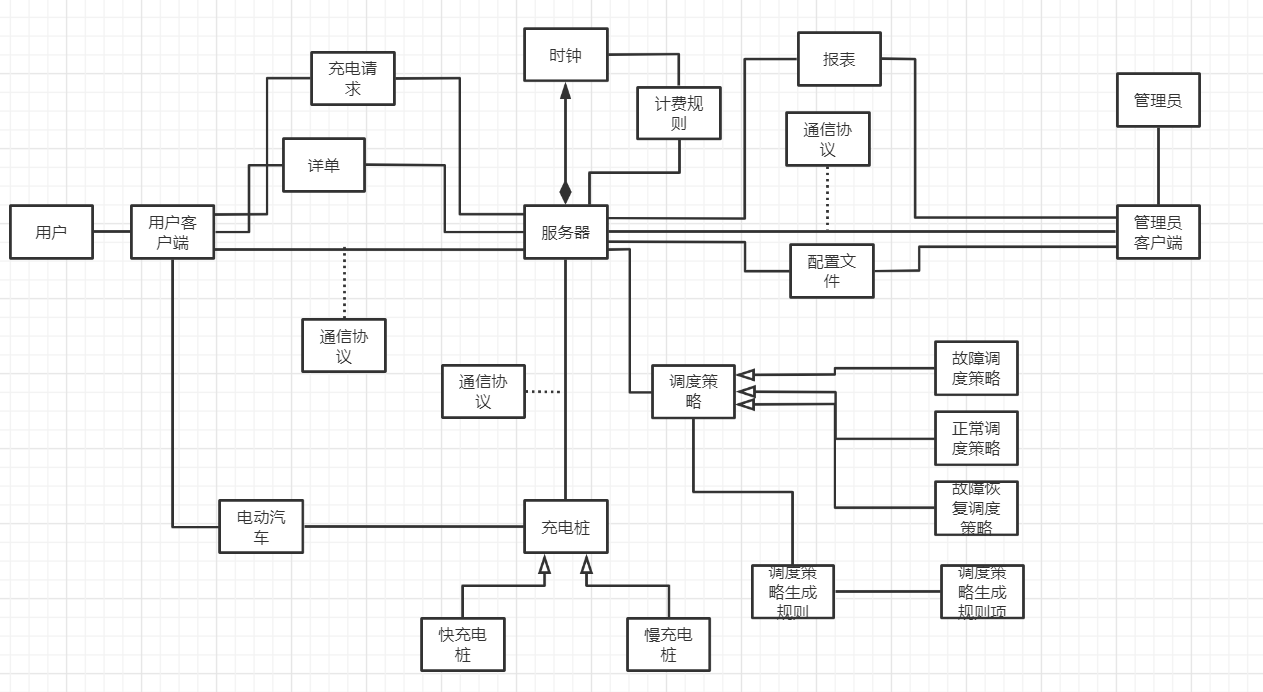 时钟
报表
充电请
求
管理员
计费规
则
通信协
议
详单
用户
用户客
户端
服务器
管理员
客户端
配置文
件
通信协
议
故障调
度策略
通信协
议
调度策
略
正常调
度策略
故障恢
复调度
策略
电动汽
车
充电桩
调度策
略生成
规则
调度策
略生成
规则项
快充电
桩
慢充电
桩